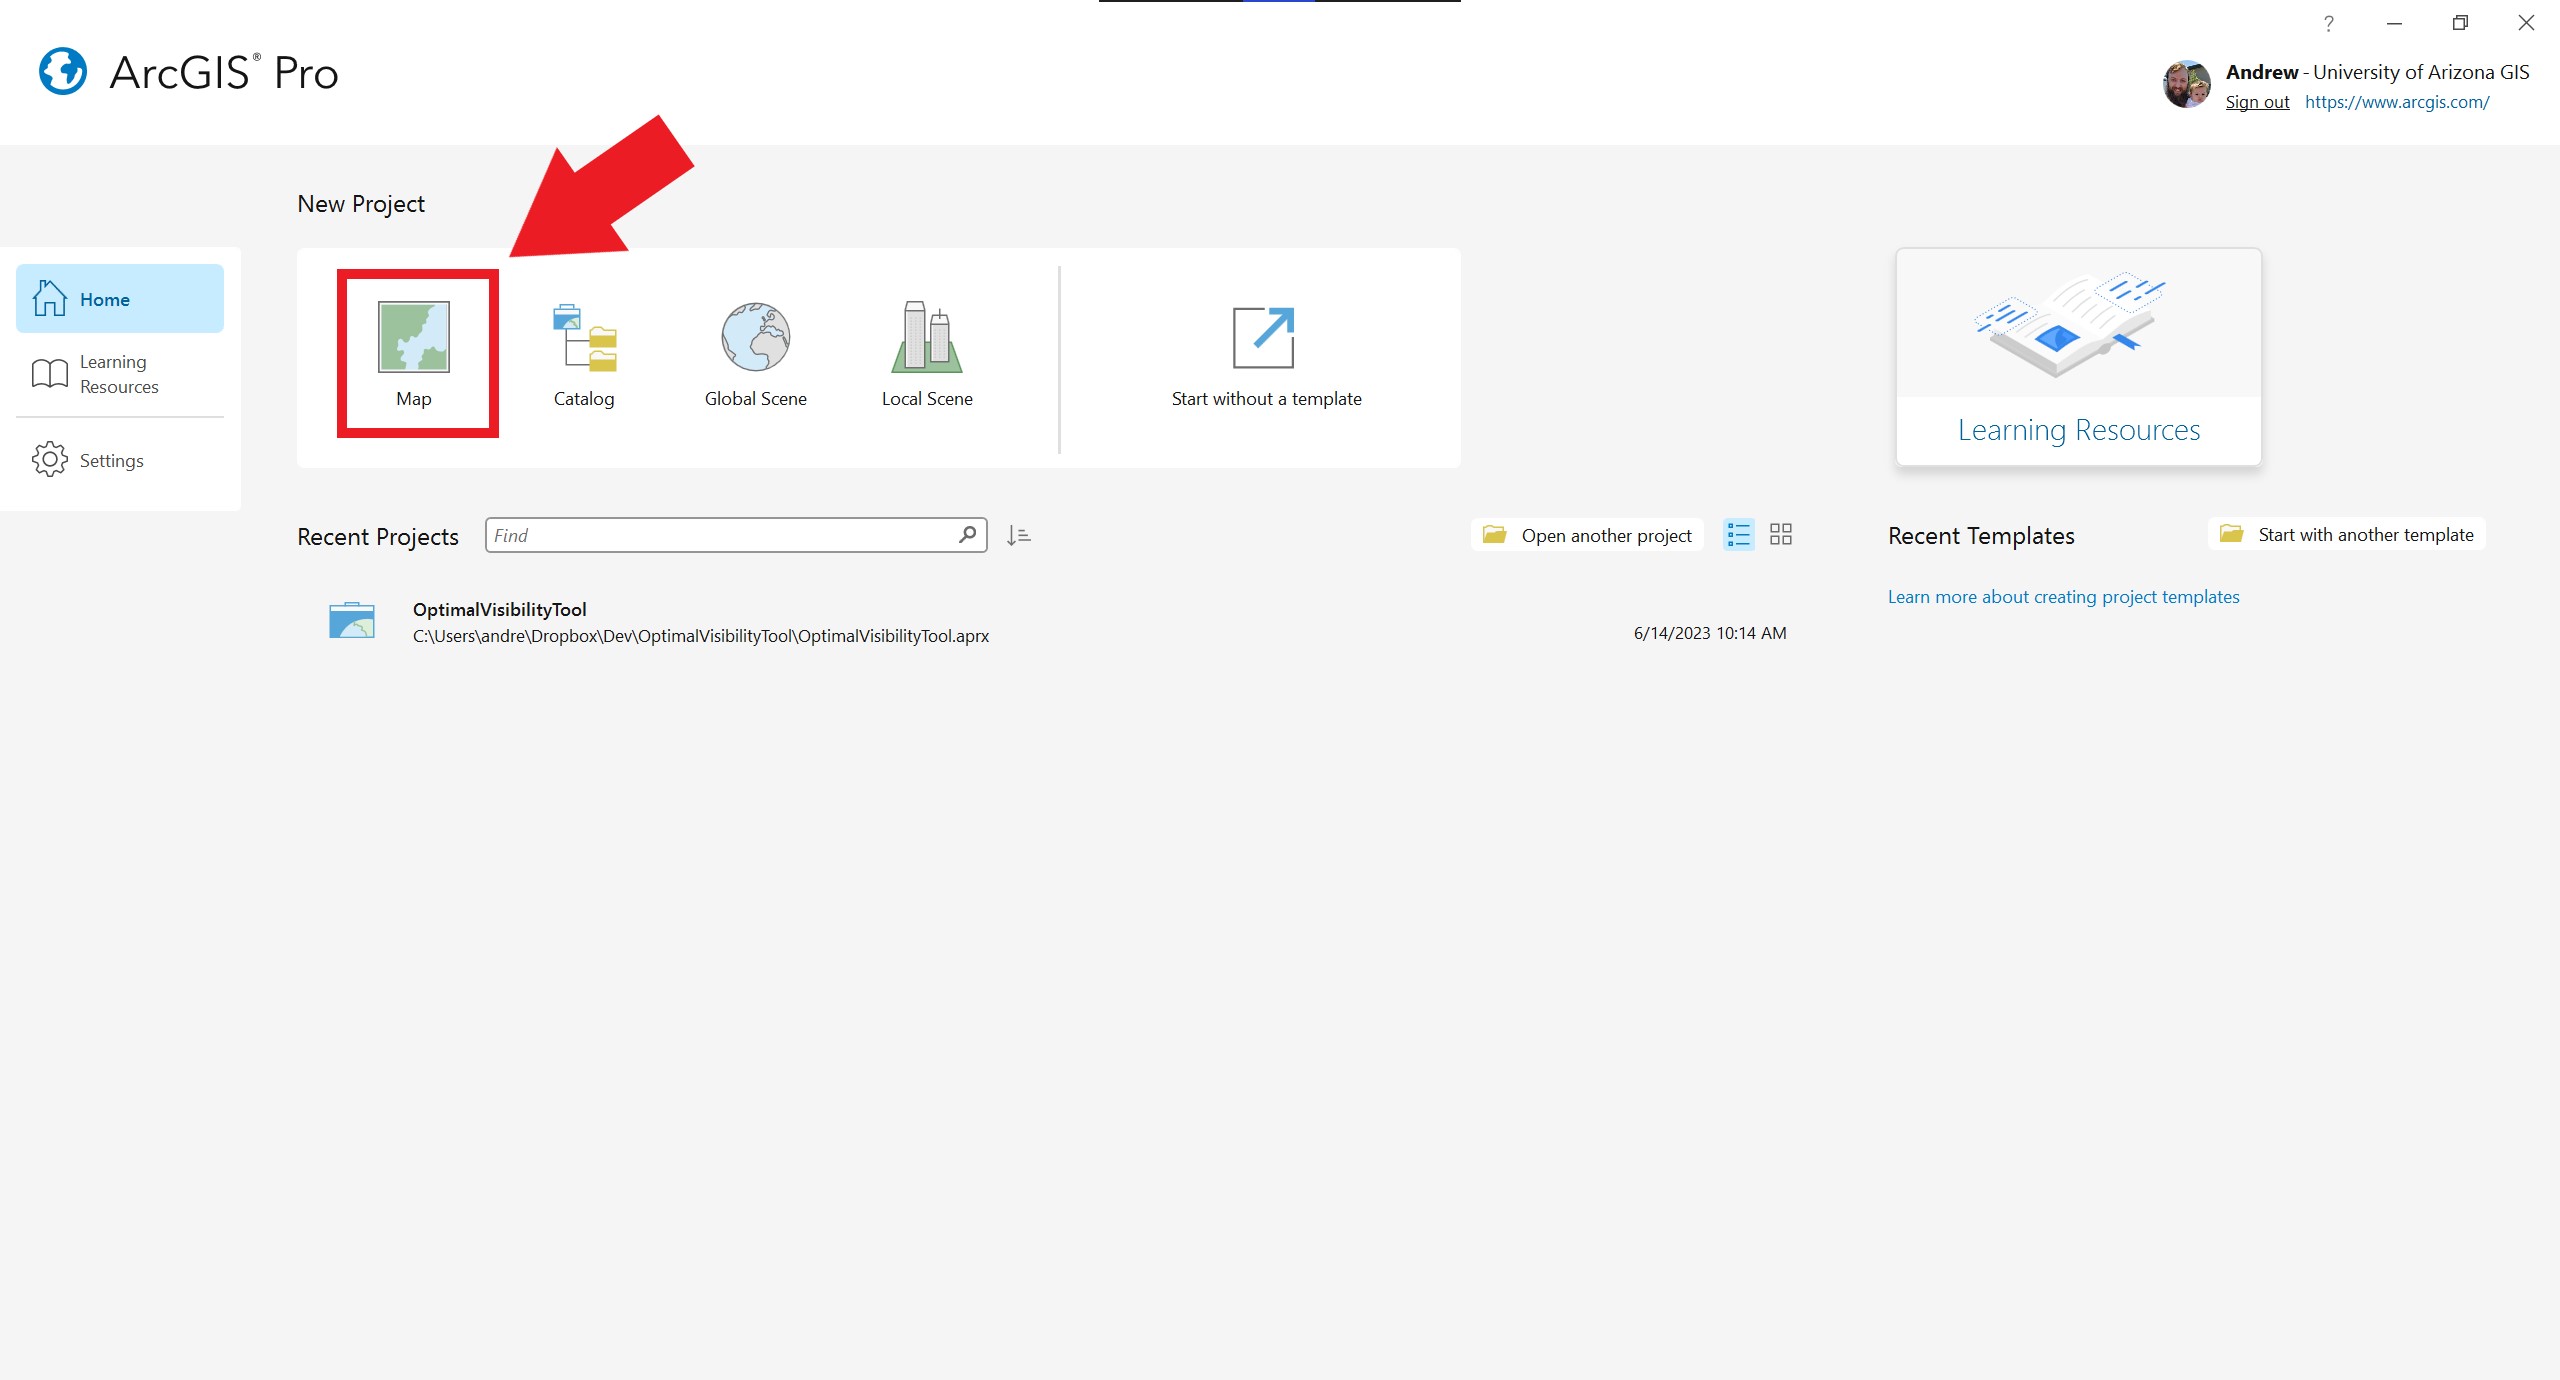 ?
ArcGIS® Pro
Andrew - University of Arizona GIS
Sign out https://www.arcgis.com/
New Project
Home
Learning
Resources
Settings
Map
Catalog
Global Scene
Local Scene
Start without a template
Learning Resources
Recent Projects
Find
Open another project
Recent Templates
Start with another template
OptimalVisibilityTool
C:\Users\andre\Dropbox\Dev\OptimalVisibilityTool\OptimalVisibilityTool.aprx
6/14/2023 10:14 AM
Learn more about creating project templates